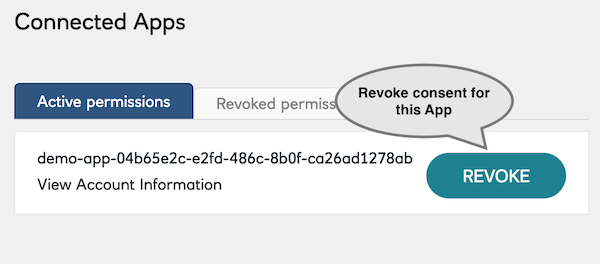 Connected Apps
Active permissions
Revoked permiss
Revoke consent for
this App
demo-app-04b65e2c-e2fd-486c-8b0f-ca26ad1278ab
View Account Information
REVOKE